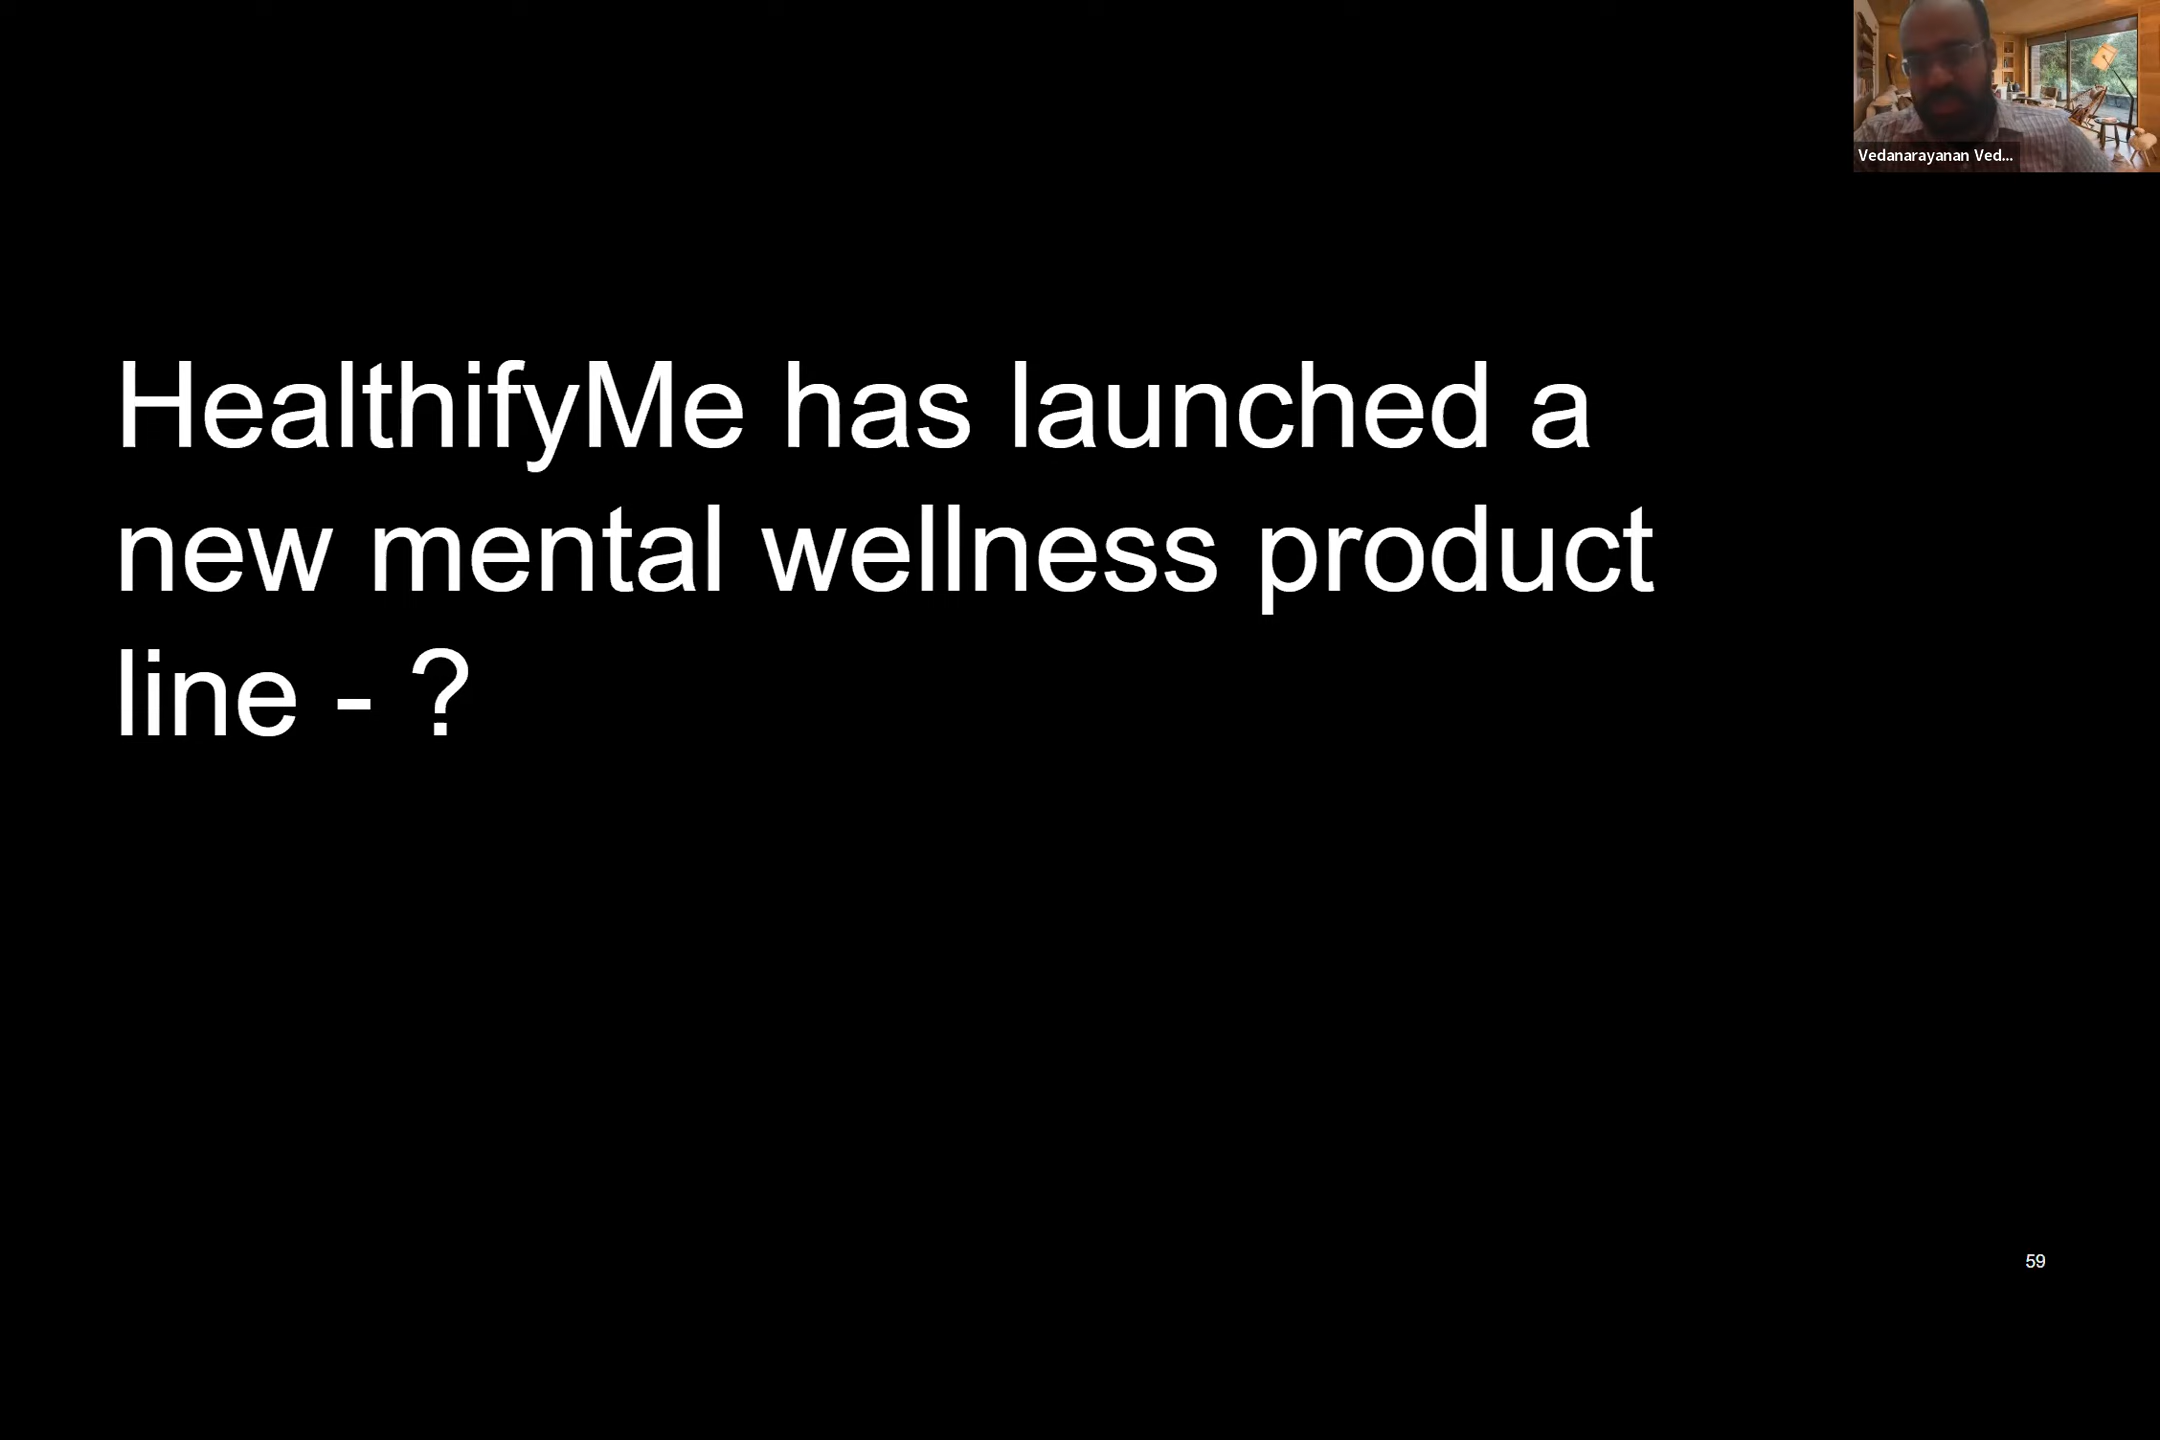 Vedanarayanan Ved...
HealthifyMe has launched a
new mental wellness product
line - ?
59